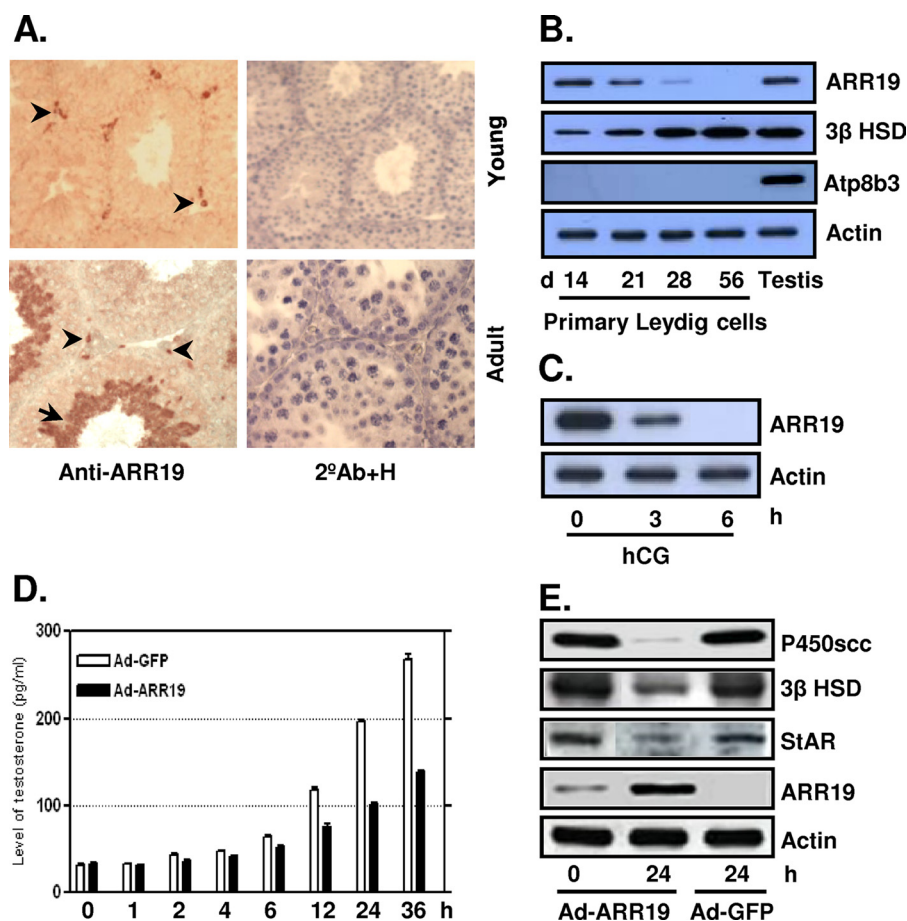 A.
Young
Adult
Anti-ARR19
2ºAb+H
B.
ARR19
3β HSD
Atp8b3
Actin
d 14 21 28 56 Testis
Primary Leydig cells
C.
ARR19
Actin
0 3 6 h
hCG
D.
Level of testosterone (pg/ml)
300
200
100
0
Ad-GFP
Ad-ARR19
0 1 2 4 6 12 24 36 h
E.
P450scc
3β HSD
StAR
ARR19
Actin
0 24 24 h
Ad-ARR19 Ad-GFP